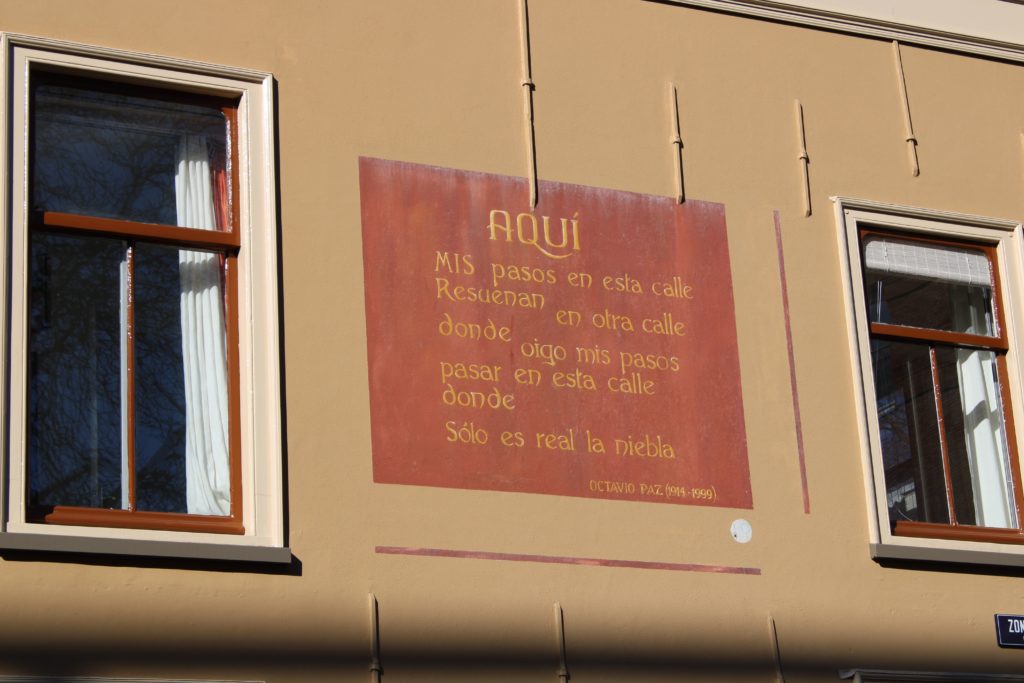 AQUÍ
MIS pasos en esta calle
Resuenan
en otra calle
donde
oigo mis pasos
pasar en esta calle
donde
Sólo es real la niebla
OCTAVIO PAZ (1914-1999)
ZON